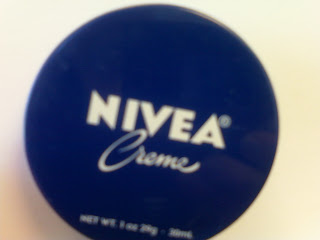 NIVEA®
Creme
NET WT. 1 oz 28g - 30mL